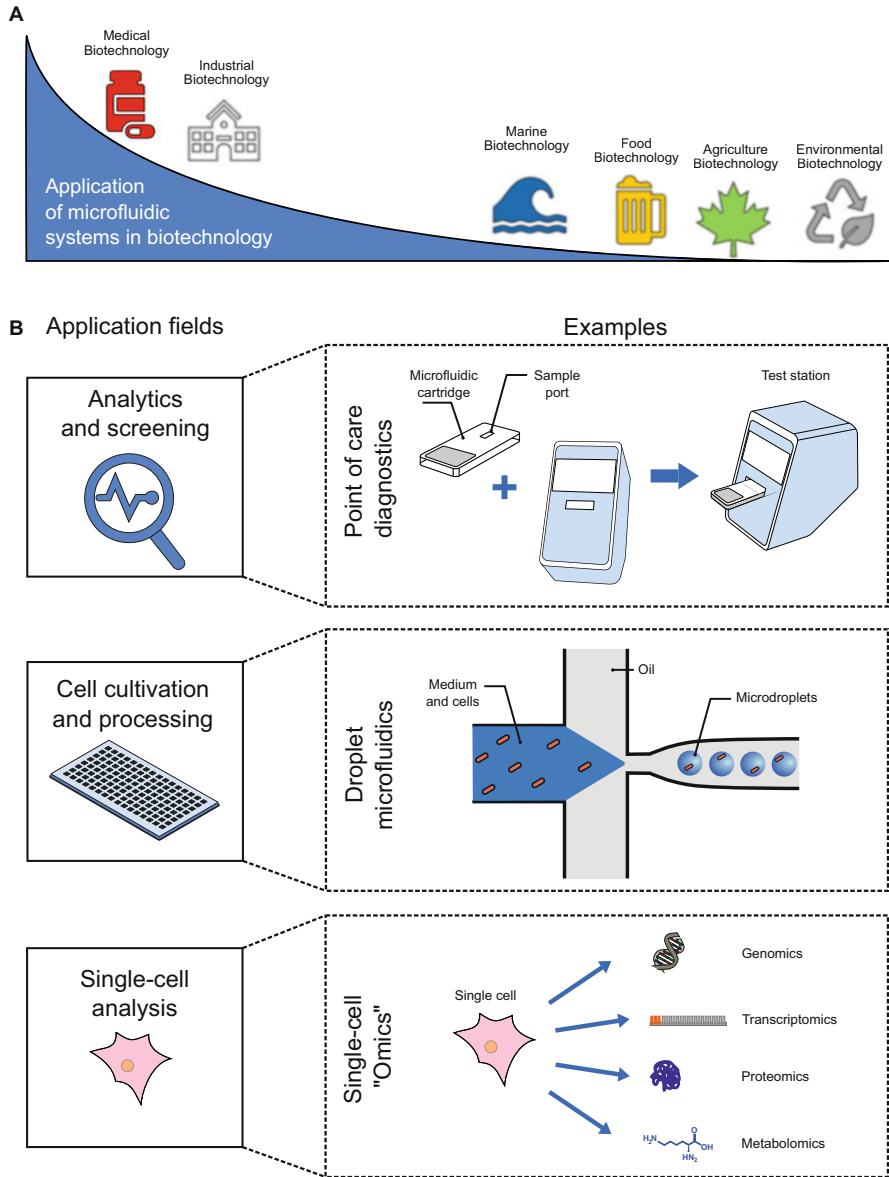 A
Medical
Biotechnology
Industrial
Biotechnology
Marine
Biotechnology
Food
Biotechnology
Agriculture
Biotechnology
Environmental
Biotechnology
Application
of microfluidic
systems in biotechnology
B
Application fields
Examples
Analytics
and screening
Point of care
diagnostics
Microfluidic
cartridge
Sample
port
Test station
Cell cultivation
and processing
Droplet
microfluidics
Medium
and cells
Oil
Microdroplets
Single-cell
analysis
Single-cell
"Omics"
Single cell
Genomics
Transcriptomics
Proteomics
H₂N
O
OH
HN₂
Metabolomics